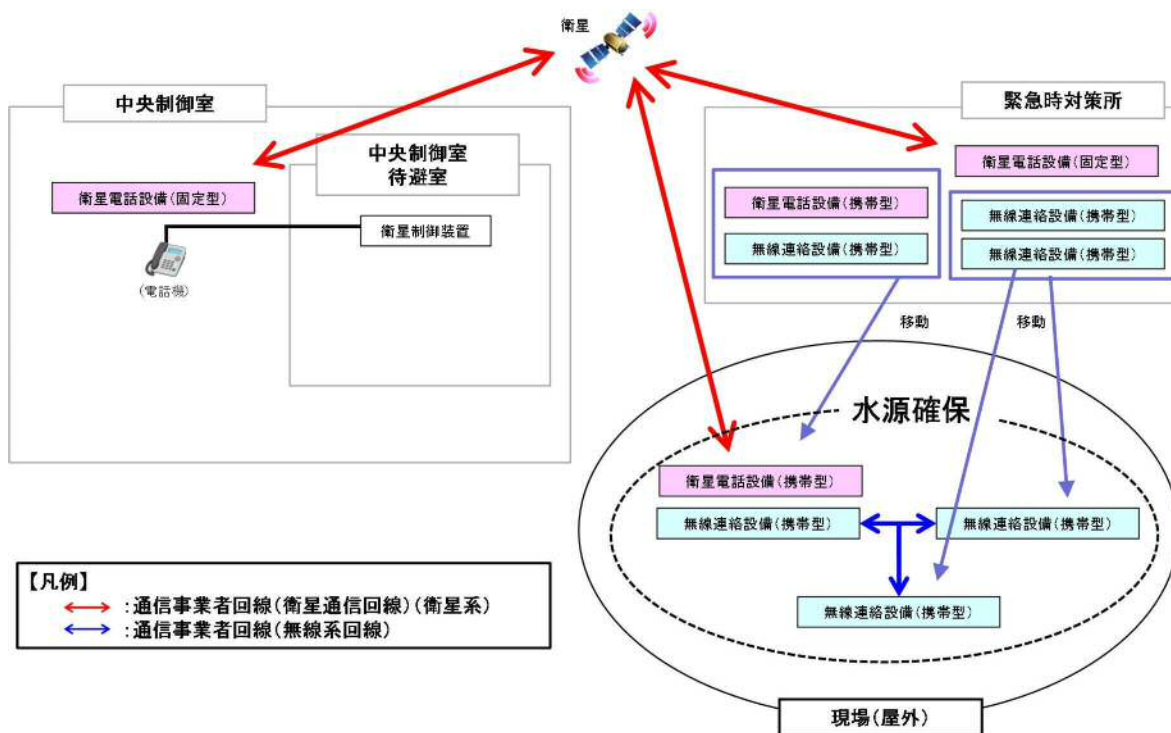 衛星
中央制御室
中央制御室
待避室
衛星電話設備(固定型)
衛星制御装置
(電話機)
緊急時対策所
衛星電話設備(固定型)
衛星電話設備(携帯型)
無線連絡設備(携帯型)
無線連絡設備(携帯型)
無線連絡設備(携帯型)
移動
移動
水源確保
衛星電話設備(携帯型)
無線連絡設備(携帯型)
無線連絡設備(携帯型)
無線連絡設備(携帯型)
現場(屋外)
【凡例】
:通信事業者回線(衛星通信回線)(衛星系)
:通信事業者回線(無線系回線)